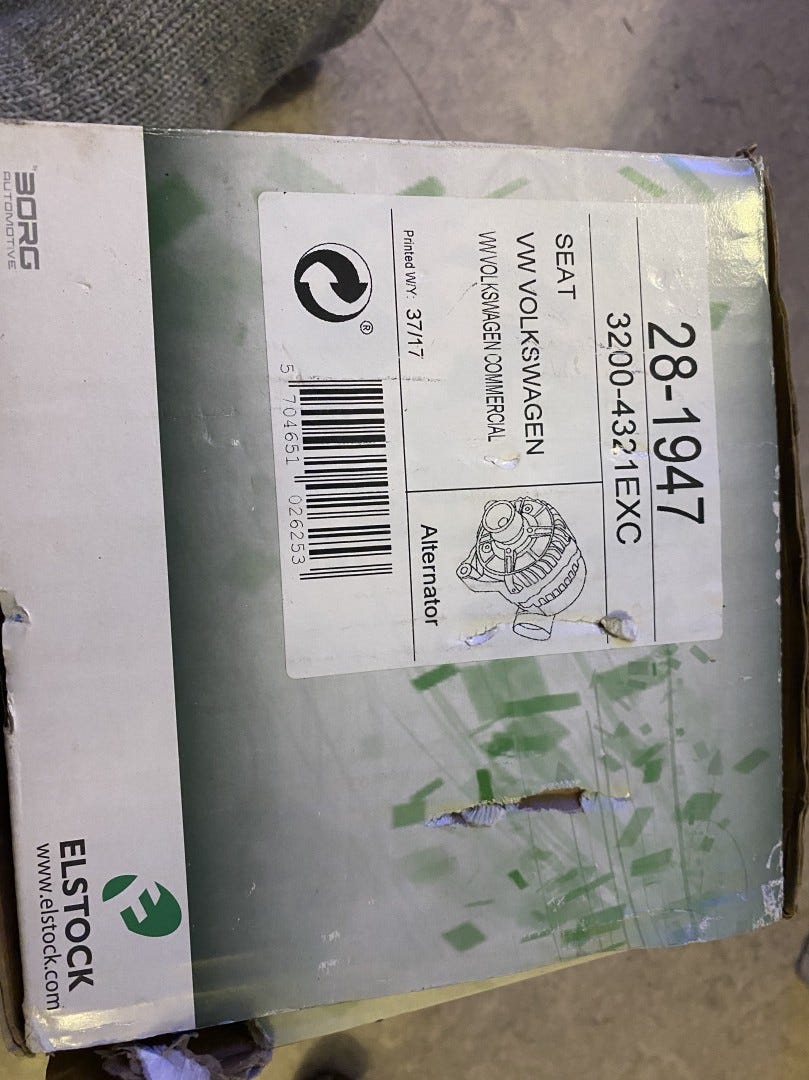 28-1947
3200-4321EXC
SEAT
VW VOLKSWAGEN
VW VOLKSWAGEN COMMERCIAL
Printed W/Y: 37/17
®
Alternator
5 704651 026253
BORG
AUTOMOTIVE
ELSTOCK
www.elstock.com